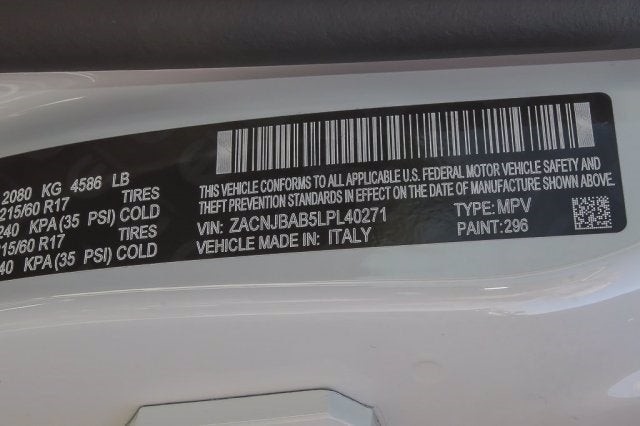 2080 KG 4586 LB
215/60 R17 TIRES
240 KPA(35 PSI) COLD
215/60 R17 TIRES
240 KPA(35 PSI) COLD
THIS VEHICLE CONFORMS TO ALL APPLICABLE U.S. FEDERAL MOTOR VEHICLE SAFETY AND
THEFT PREVENTION STANDARDS IN EFFECT ON THE DATE OF MANUFACTURE SHOWN ABOVE.
VIN: ZACNJBAB5LPL40271 TYPE: MPV
VEHICLE MADE IN: ITALY PAINT:296